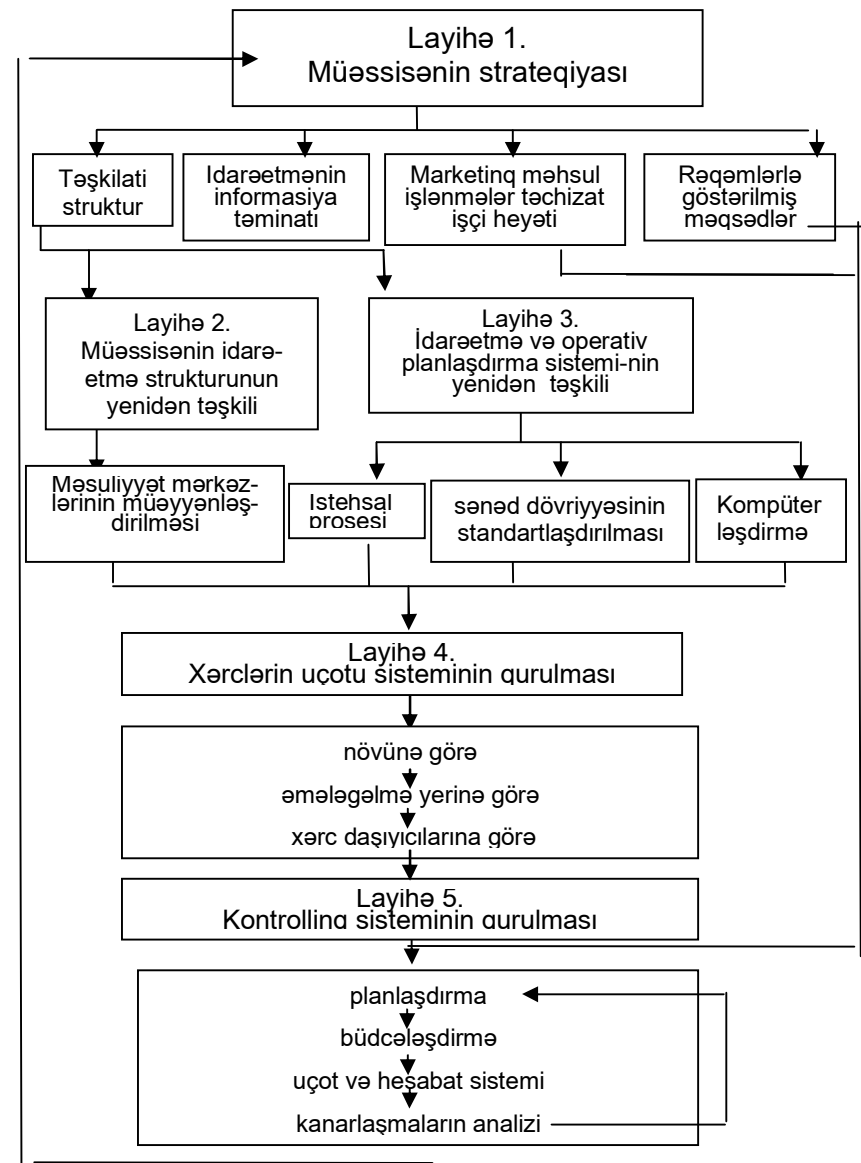 Layihə 1.
Müəssisənin strateqiyası
Təşkilati
struktur
Idarəetmənin
informasiya
təminatı
Marketinq məhsul
işlənmələr təchizat
işçi heyəti
Rəqəmlərlə
göstərilmiş
məqsədlər
Layihə 2.
Müəssisənin idarə-
etmə strukturunun
yenidən təşkili
Layihə 3.
İdarəetmə və operativ
planlaşdırma sistemi-nin
yenidən təşkili
Məsuliyyət mərkəz-
lərinin müəyyənləş-
dirilməsi
Istehsal
prosesi
sənəd dövriyyəsinin
standartlaşdırılması
Kompüter
ləşdirmə
Layihə 4.
Xərclərin uçotu sisteminin qurulması
növünə görə
əmələgəlmə yerinə görə
xərc daşıyıcılarına görə
Layihə 5.
Kontrolling sisteminin qurulması
planlaşdırma
büdcələşdirmə
uçot və hesabat sistemi
kanarlaşmaların analizi